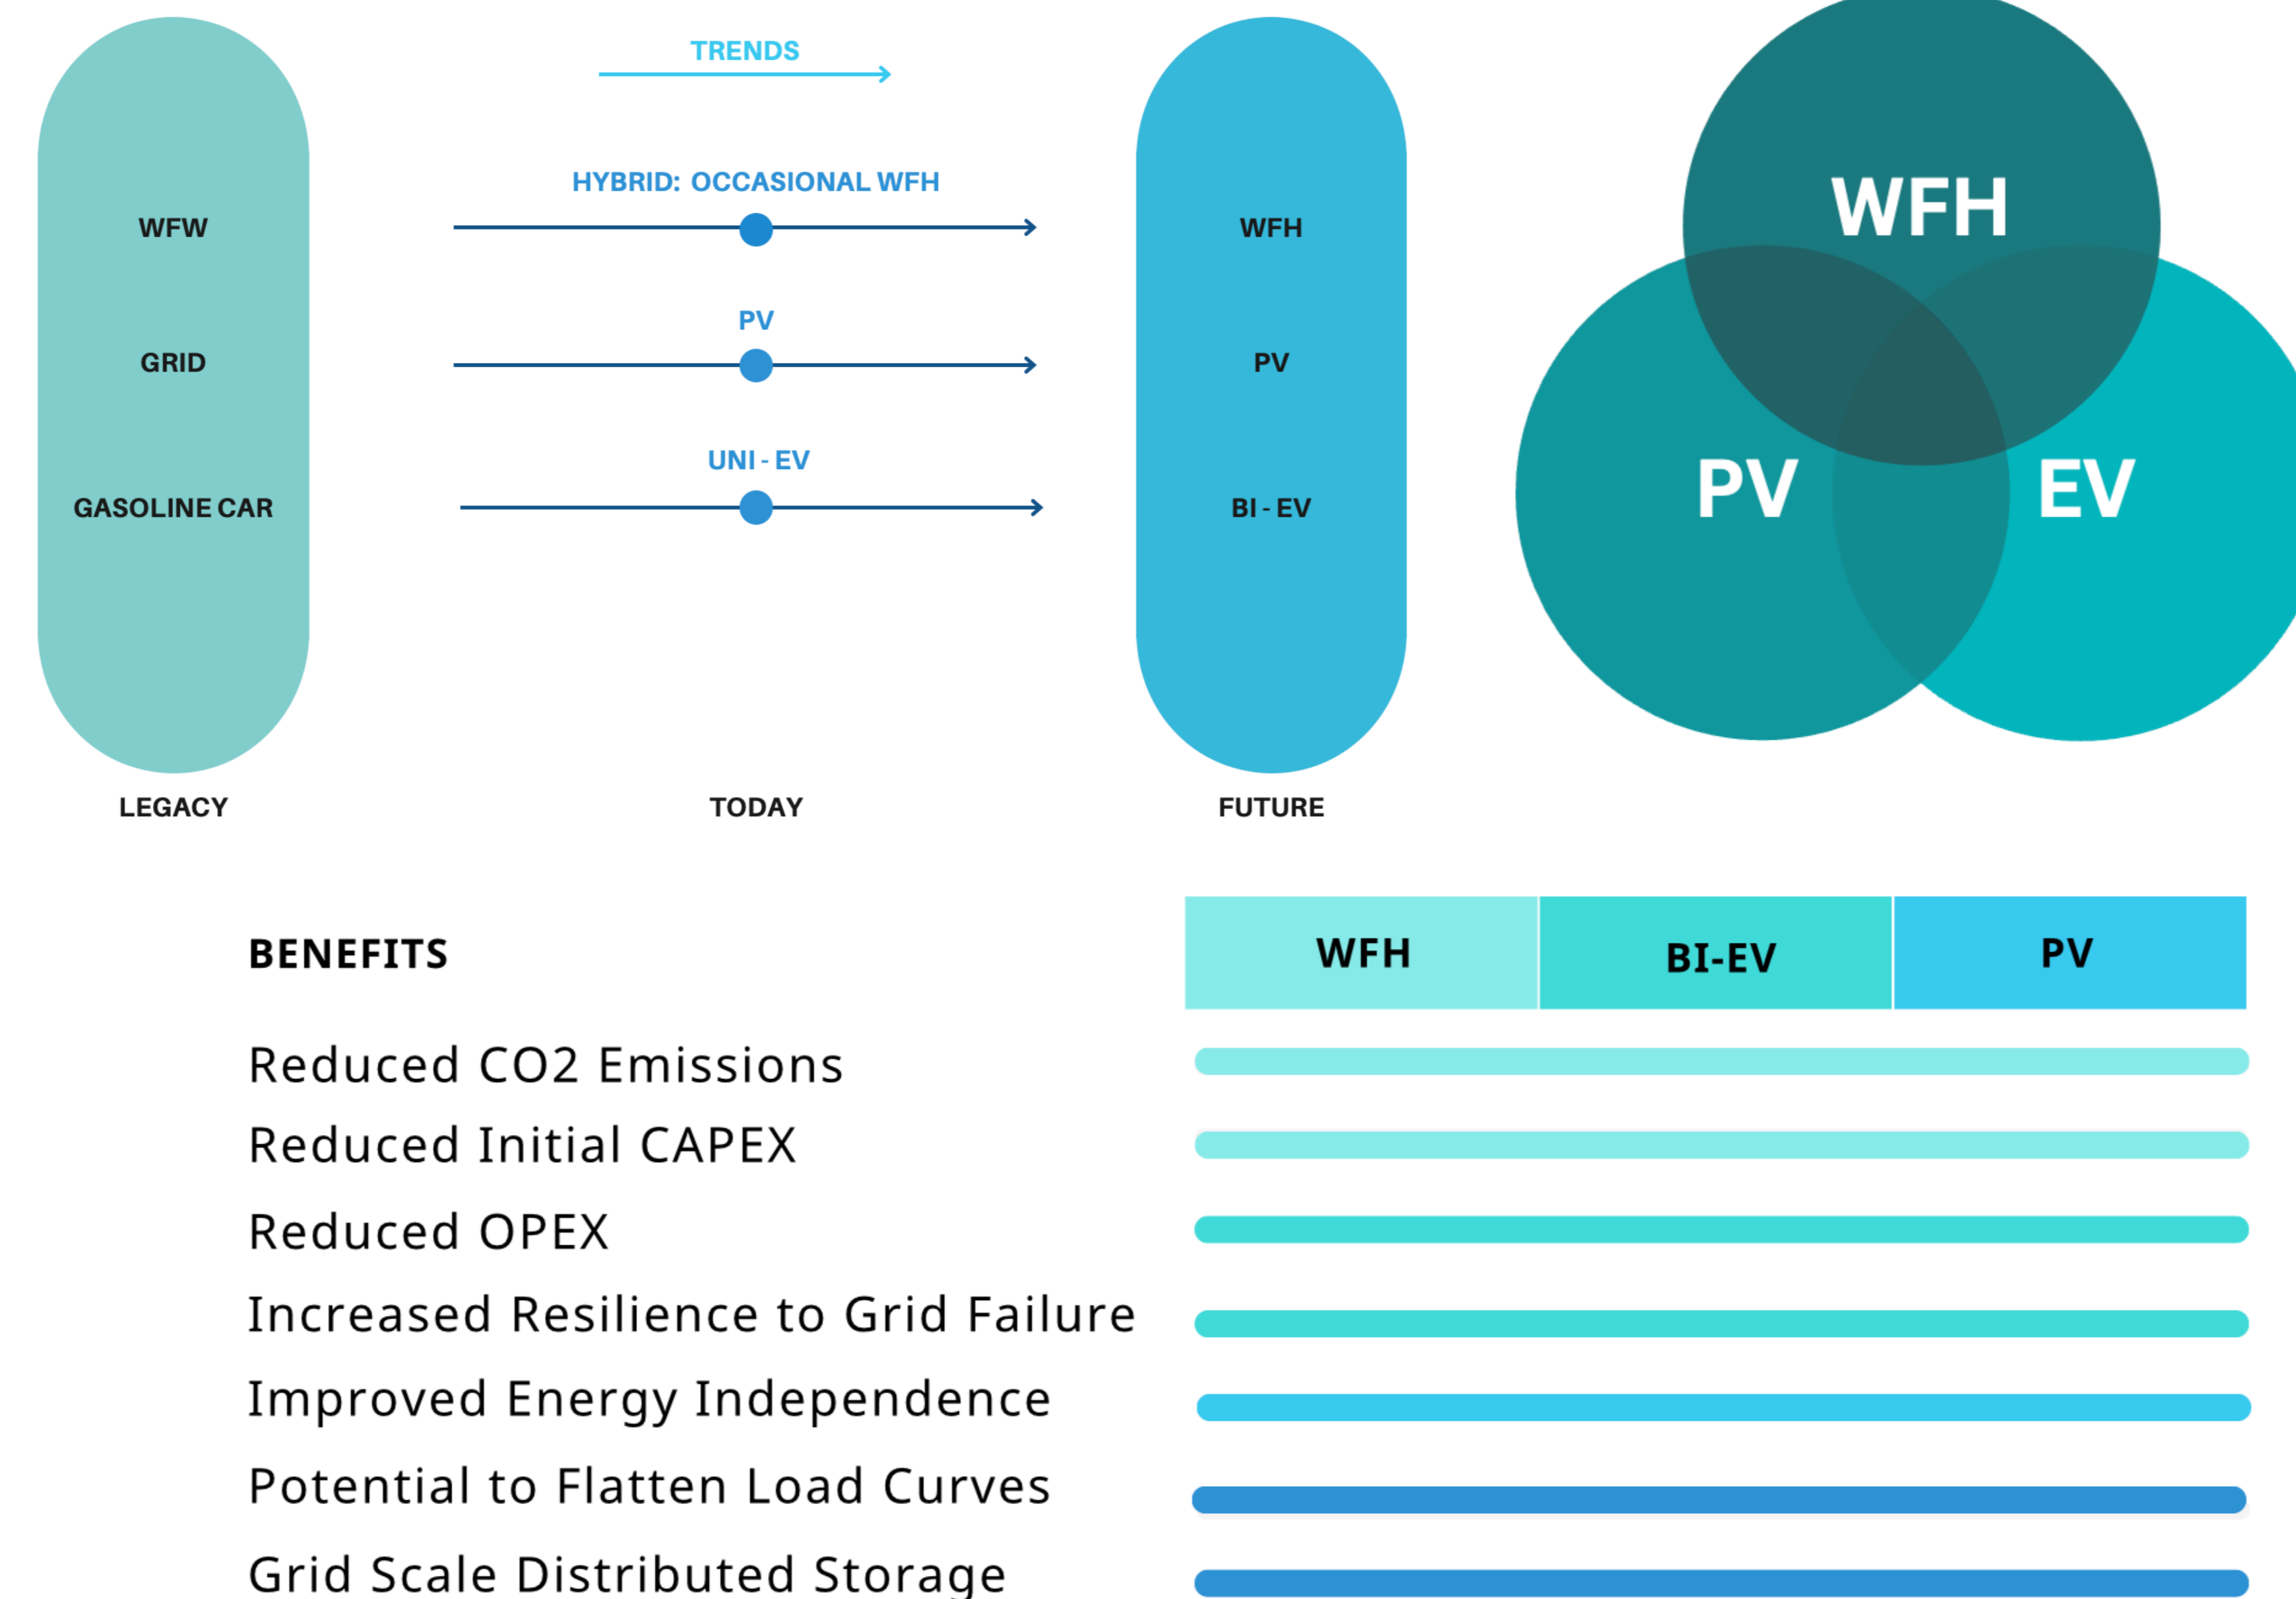 TRENDS
HYBRID: OCCASIONAL WFH
WFW
WFH
PV
GRID
PV
UNI - EV
GASOLINE CAR
BI - EV
LEGACY
TODAY
FUTURE
WFH
PV
EV
BENEFITS
WFH
BI-EV
PV
Reduced CO2 Emissions
Reduced Initial CAPEX
Reduced OPEX
Increased Resilience to Grid Failure
Improved Energy Independence
Potential to Flatten Load Curves
Grid Scale Distributed Storage